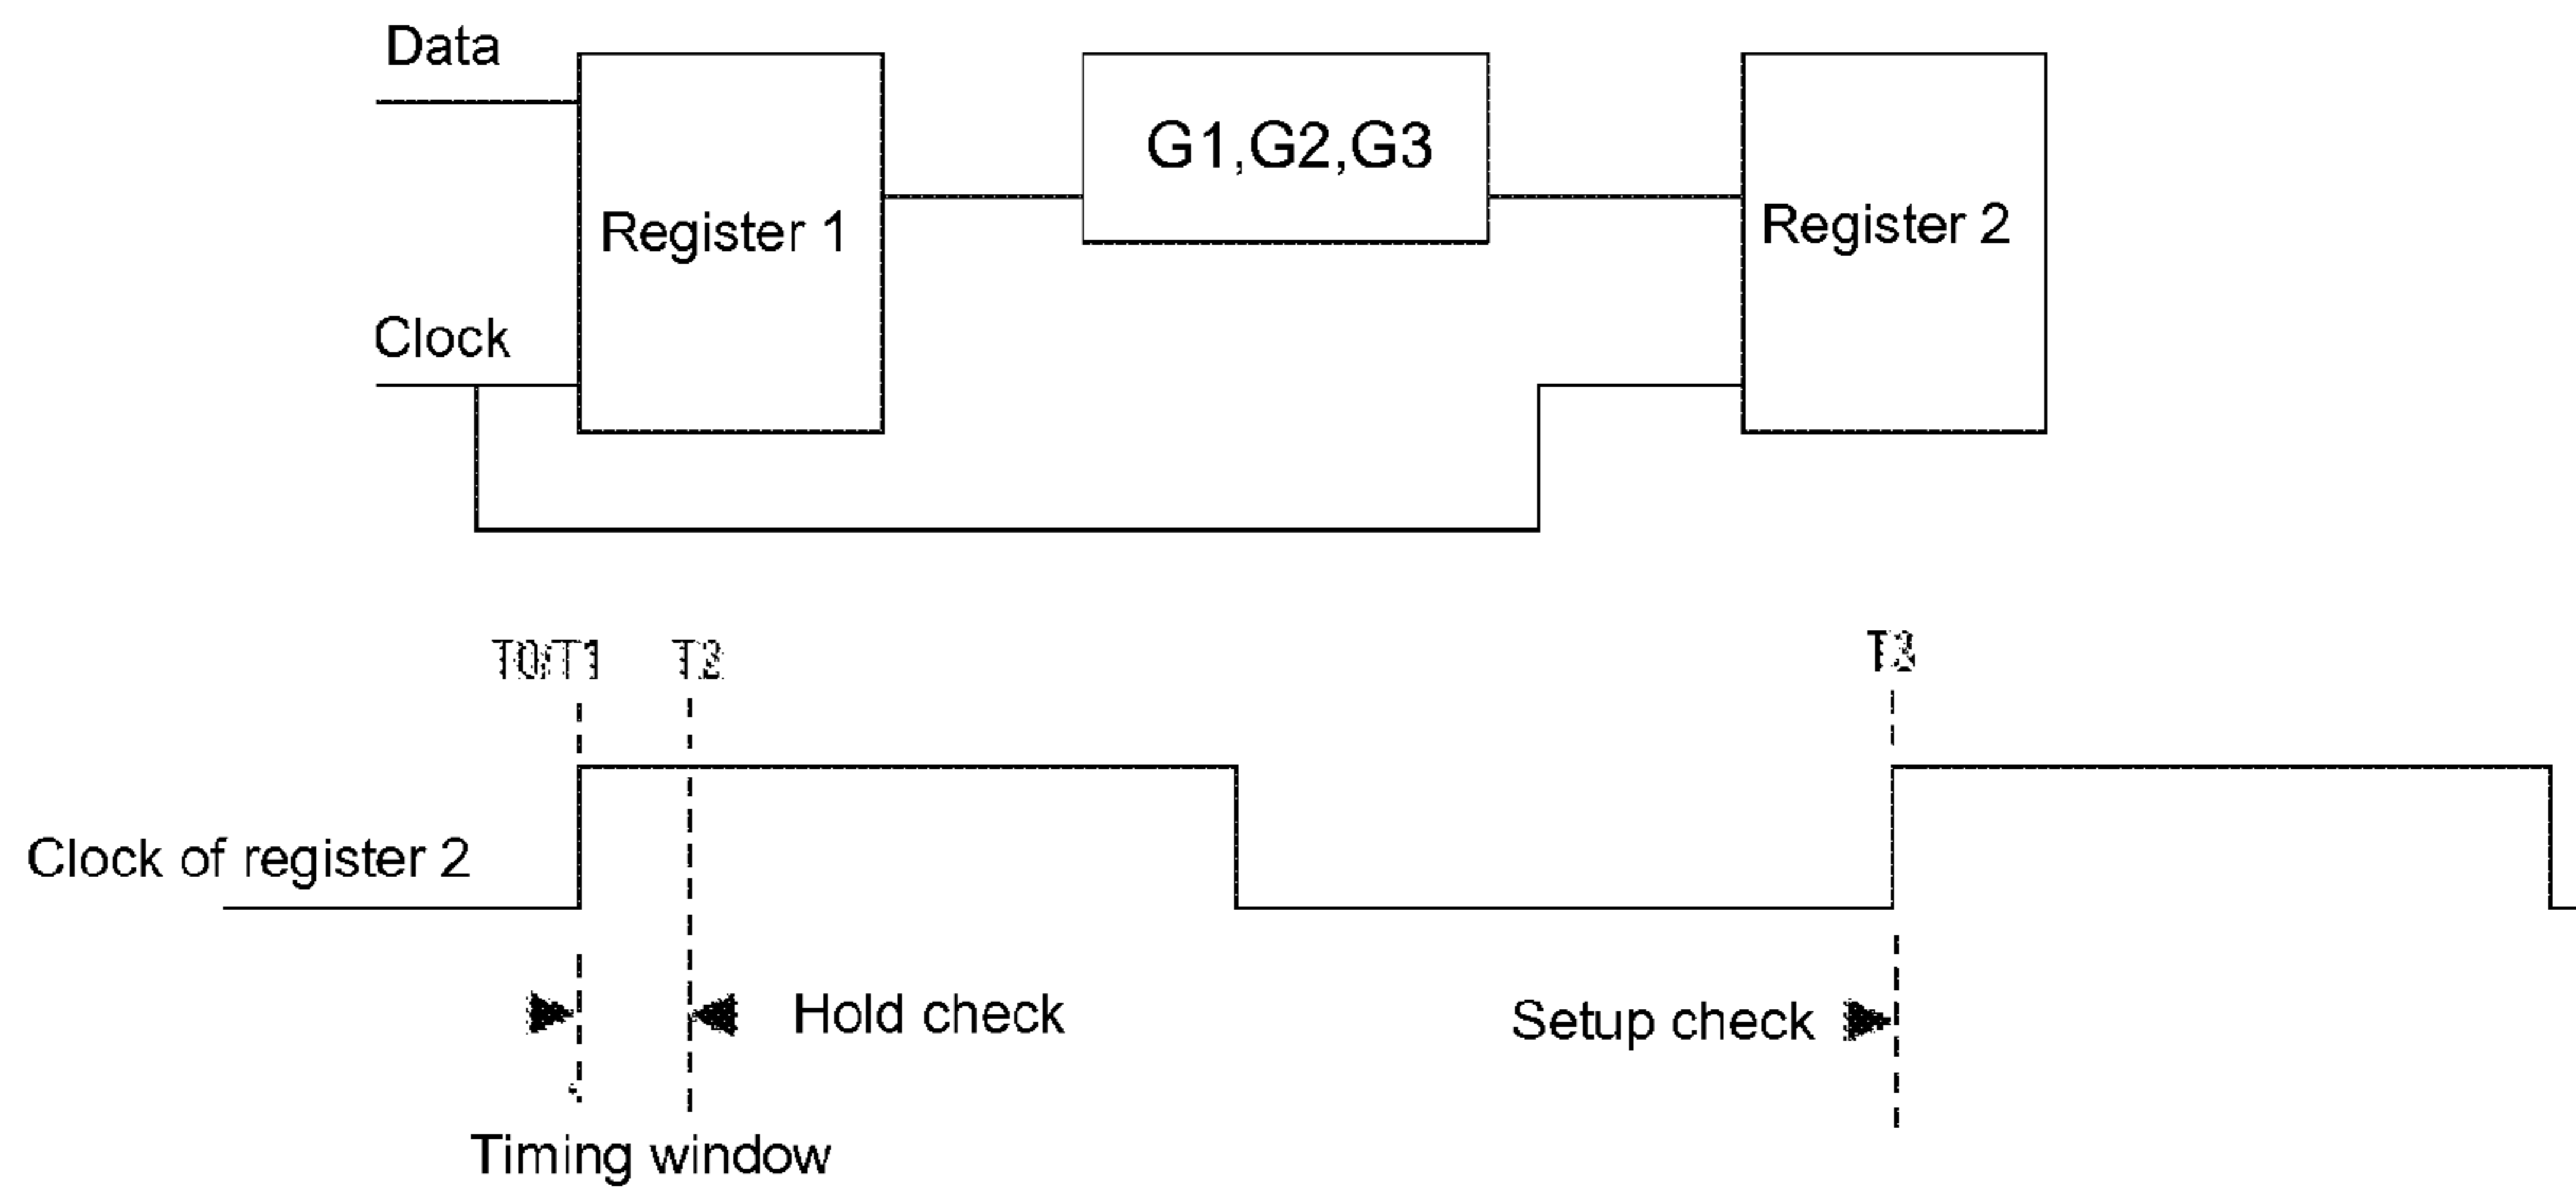 Data
G1,G2,G3
Register 1
Register 2
Clock
T0/T1 T2 T3
Clock of register 2
Hold check
Setup check
Timing window